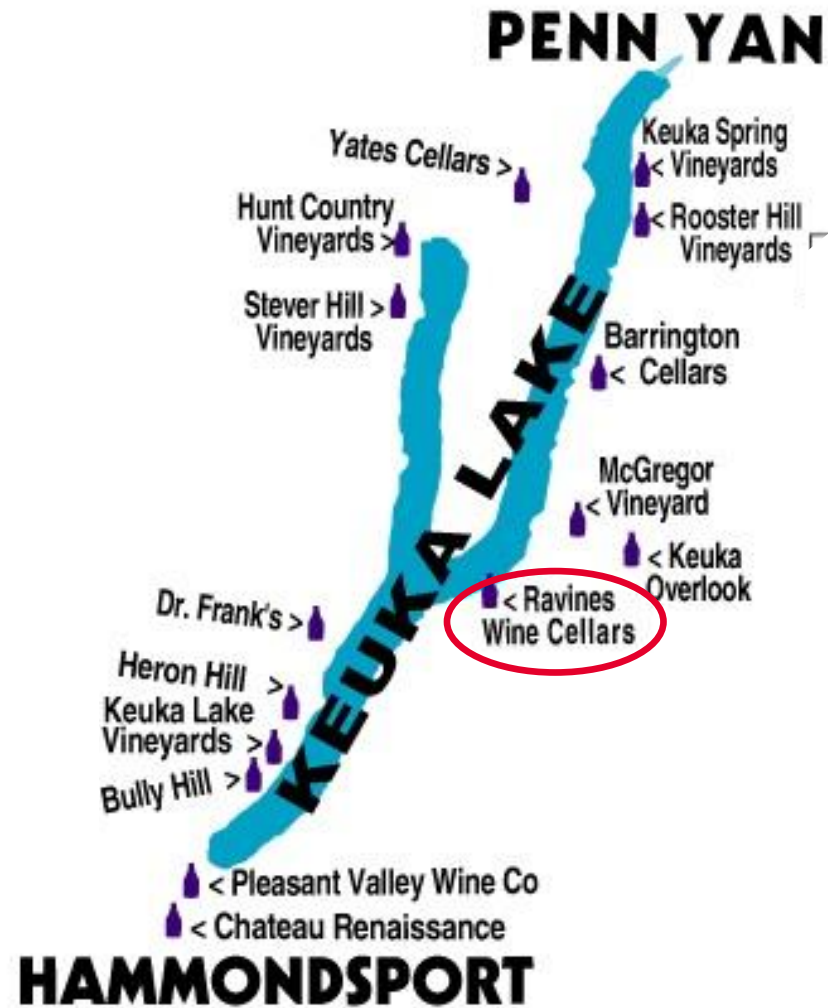 PENN YAN
Keuka Spring
< Vineyards
Yates Cellars >
Hunt Country
Vineyards >
< Rooster Hill
Vineyards
Stever Hill >
Vineyards
Barrington
< Cellars
KEUKA LAKE
McGregor
< Vineyard
< Keuka
Overlook
< Ravines
Wine Cellars
Dr. Frank's >
Heron Hill >
Keuka Lake
Vineyards >
Bully Hill >
< Pleasant Valley Wine Co
< Chateau Renaissance
HAMMONDSPORT